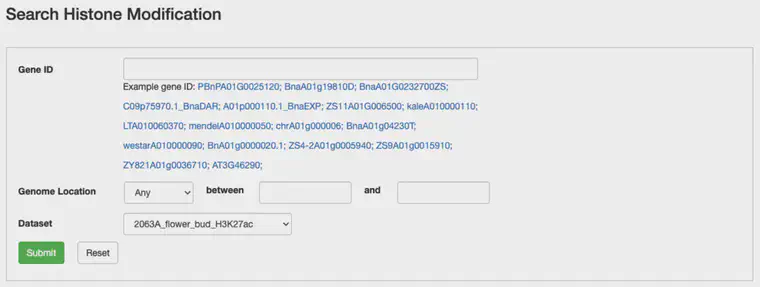 Search Histone Modification
Gene ID
Example gene ID: PBnPA01G0025120; BnaA01g19810D; BnaA01G0232700ZS;
C09p75970.1_BnaDAR; A01p000110.1_BnaEXP; ZS11A01G006500; kaleA010000110;
LTA010060370; mendelA010000050; chrA01g000006; BnaA01g04230T;
westarA010000090; BnA01g0000020.1; ZS4-2A01g0005940; ZS9A01g0015910;
ZY821A01g0036710; AT3G46290;
Genome Location Any between and
Dataset 2063A_flower_bud_H3K27ac
Submit Reset